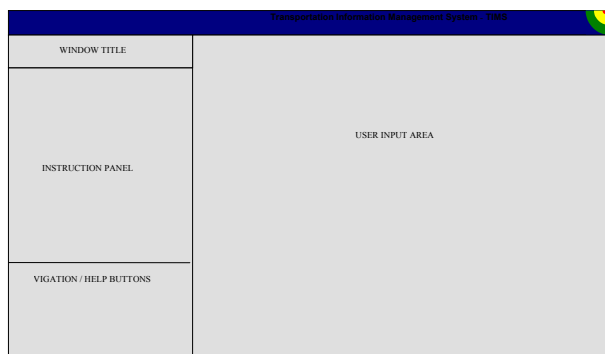 Transportation Information Management System - TIMS
WINDOW TITLE
USER INPUT AREA
INSTRUCTION PANEL
VIGATION / HELP BUTTONS